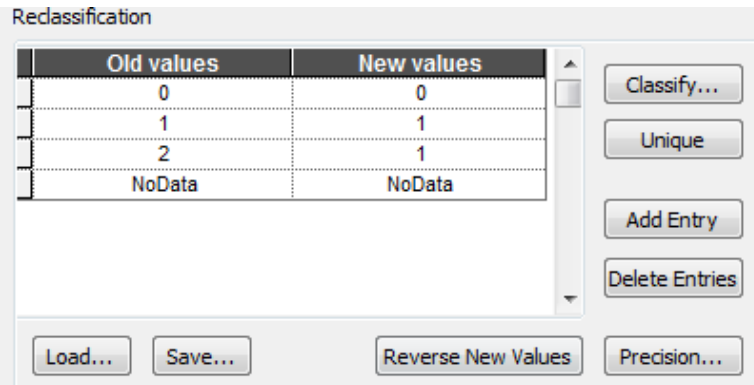 Reclassification
Old values New values
0 0
1 1
2 1
NoData NoData
Classify...
Unique
Add Entry
Delete Entries
Load... Save... Reverse New Values Precision...